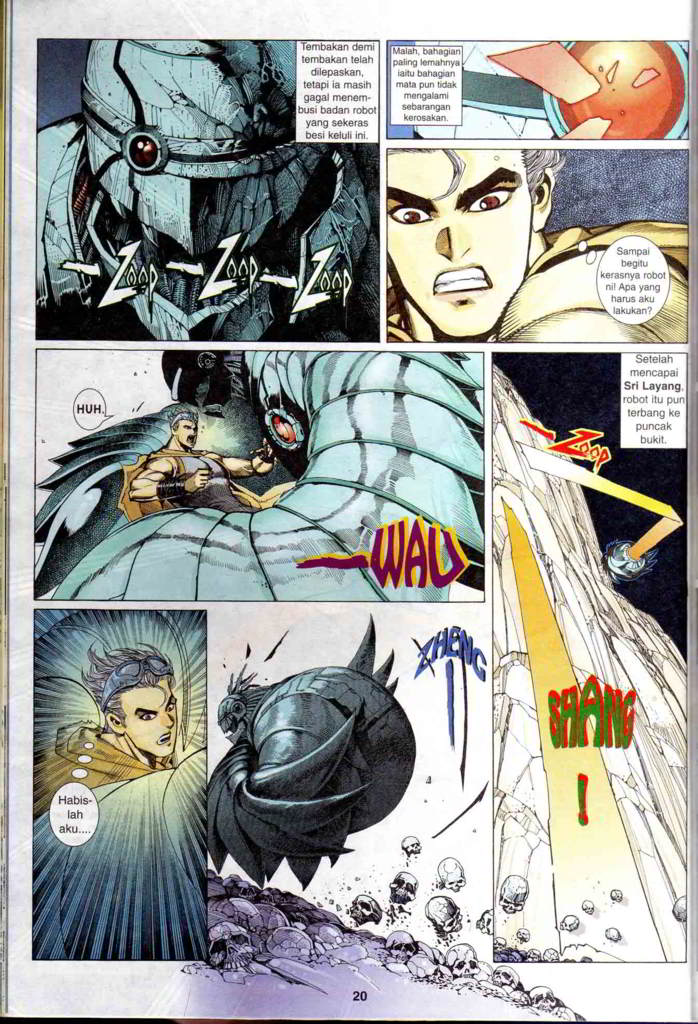 Tembakan demi
tembakan telah
dilepaskan,
tetapi ia masih
gagal menem-
busi badan robot
yang sekeras
besi keluli ini.
ZOOP ZOOP ZOOP
Malah, bahagian
paling lemahnya
iaitu bahagian
mata pun tidak
mengalami
sebarangan
kerosakan.
Sampai
begitu
kerasnya robot
ni! Apa yang
harus aku
lakukan?
HUH.
WAU
Setelah
mencapai
Sri Layang,
robot itu pun
terbang ke
puncak
bukit.
ZOOP
SHANG
!
Habis-
lah
aku....
ZHENG
!!
20